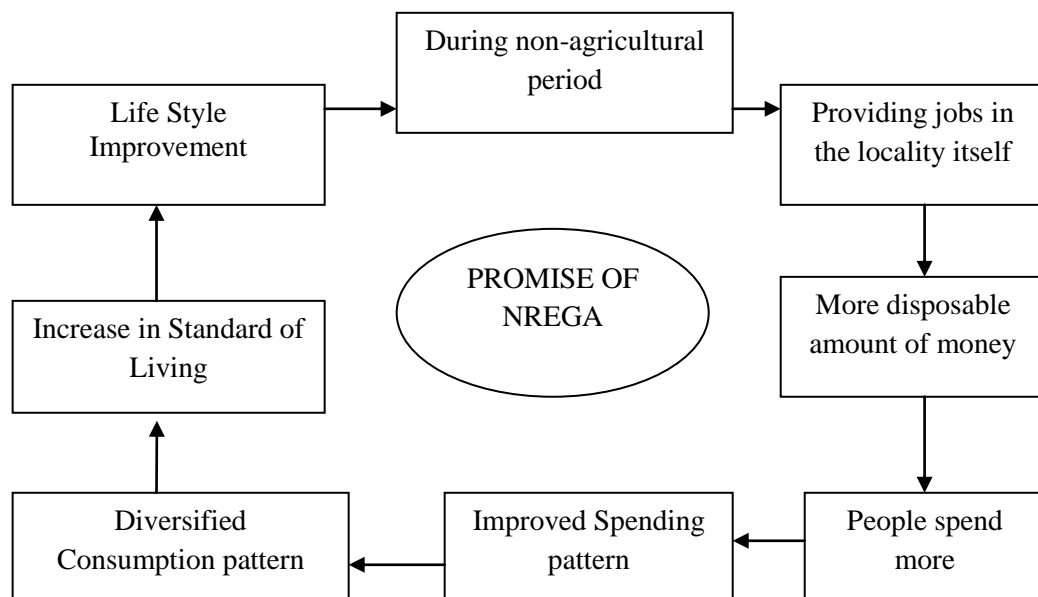 During non-agricultural
period
Life Style
Improvement
Providing jobs in
the locality itself
PROMISE OF
NREGA
More disposable
amount of money
Increase in Standard of
Living
Diversified
Consumption pattern
Improved Spending
pattern
People spend
more